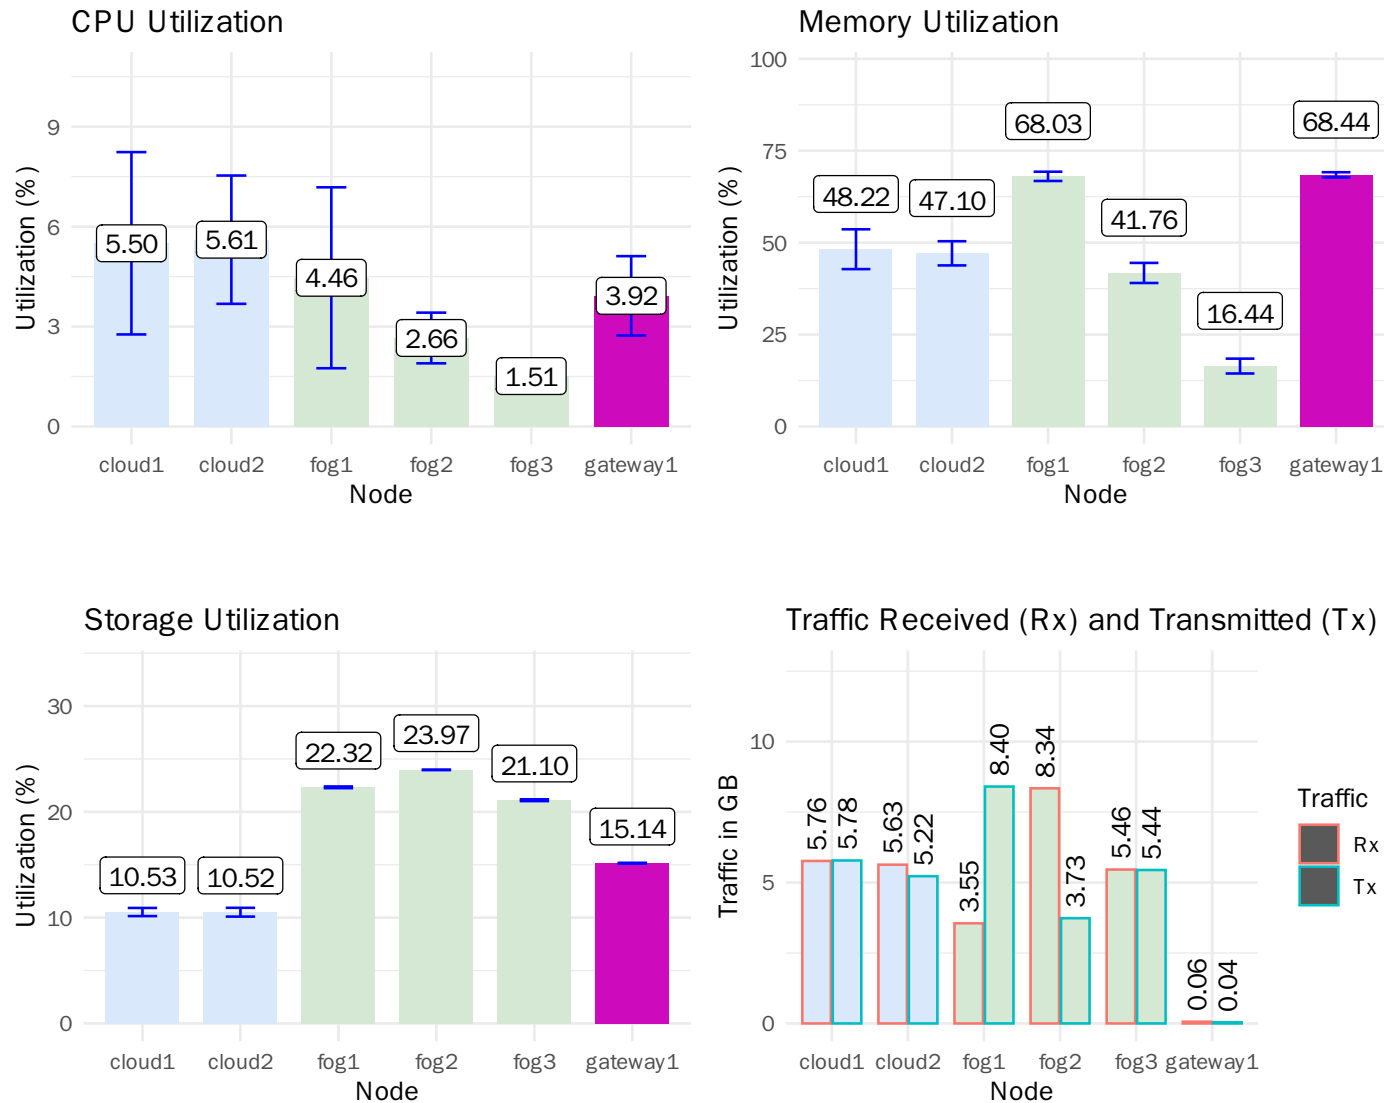 CPU Utilization
Utilization (%)
9
6
3
0
5.50
5.61
4.46
2.66
1.51
3.92
cloud1 cloud2 fog1 fog2 fog3 gateway1
Node
Memory Utilization
Utilization (%)
100
75
50
25
0
48.22
47.10
68.03
41.76
16.44
68.44
cloud1 cloud2 fog1 fog2 fog3 gateway1
Node
Storage Utilization
Utilization (%)
30
20
10
0
10.53
10.52
22.32
23.97
21.10
15.14
cloud1 cloud2 fog1 fog2 fog3 gateway1
Node
Traffic Received (Rx) and Transmitted (Tx)
Traffic in GB
10
5
0
5.76
5.78
5.63
5.22
3.55
8.40
8.34
3.73
5.46
5.44
0.06
0.04
cloud1 cloud2 fog1 fog2 fog3 gateway1
Node
Traffic
Rx
Tx